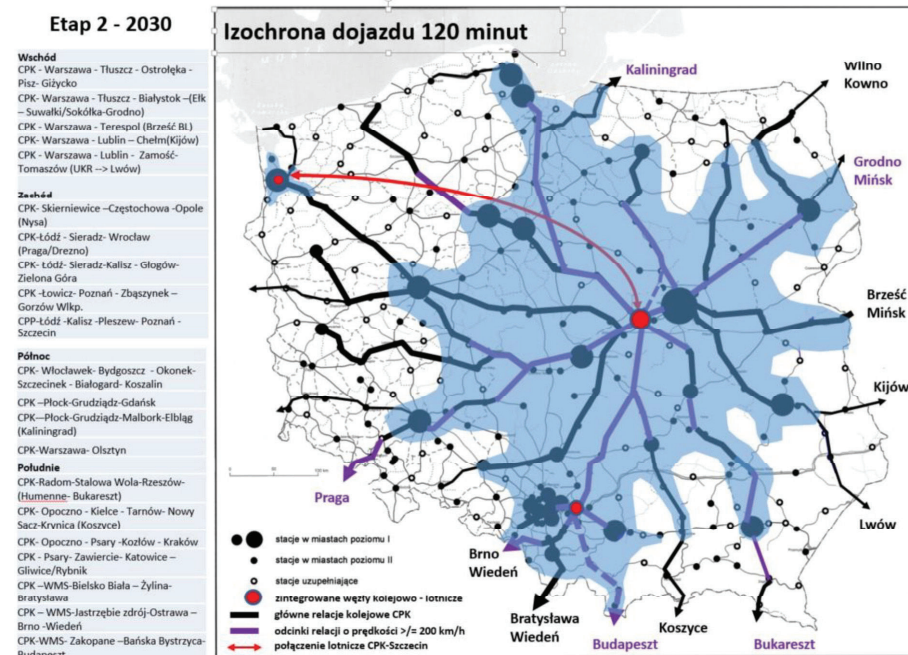 Etap 2 - 2030
Wschód
CPK - Warszawa - Tłuszcz - Ostrołęka -
Pisz- Giżycko
CPK- Warszawa - Tłuszcz - Białystok –(Ełk
– Suwałki/Sokółka-Grodno)
CPK - Warszawa - Terespol (Brześć BL)
CPK- Warszawa - Lublin – Chełm(Kijów)
CPK - Warszawa - Lublin - Zamość-
Tomaszów (UKR --> Lwów)
Zachód
CPK- Skierniewice –Częstochowa -Opole
(Nysa)
CPK-Łódź - Sieradz- Wrocław
(Praga/Drezno)
CPK- Łódź- Sieradz-Kalisz - Głogów-
Zielona Góra
CPK -Łowicz- Poznań - Zbąszynek –
Gorzów Wlkp.
CPP-Łódź -Kalisz -Pleszew- Poznań -
Szczecin
Północ
CPK- Włocławek- Bydgoszcz - Okonek-
Szczecinek - Białogard- Koszalin
CPK –Płock-Grudziądz-Gdańsk
CPK—Płock-Grudziądz-Malbork-Elbląg
(Kaliningrad)
CPK-Warszawa- Olsztyn
Południe
CPK-Radom-Stalowa Wola-Rzeszów-
(Humenne- Bukareszt)
CPK- Opoczno - Kielce - Tarnów- Nowy
Sącz-Krynica (Koszyce)
CPK- Opoczno - Psary -Kozłów - Kraków
CPK - Psary- Zawiercie- Katowice –
Gliwice/Rybnik
CPK –WMS-Bielsko Biała – Żylina-
Bratysława
CPK – WMS-Jastrzębie zdrój-Ostrawa –
Brno -Wiedeń
CPK-WMS- Zakopane –Bańska Bystrzyca-
Budapeszt
Izochrona dojazdu 120 minut
Kaliningrad
Wilno
Kowno
Grodno
Mińsk
Brześć
Mińsk
Kijów
Lwów
Praga
Brno
Wiedeń
Bratysława
Wiedeń
Budapeszt
Koszyce
Bukareszt
stacje w miastach poziomu I
stacje w miastach poziomu II
stacje uzupełniające
zintegrowane węzły kolejowo - lotnicze
główne relacje kolejowe CPK
odcinki relacji o prędkości >/= 200 km/h
połączenie lotnicze CPK-Szczecin